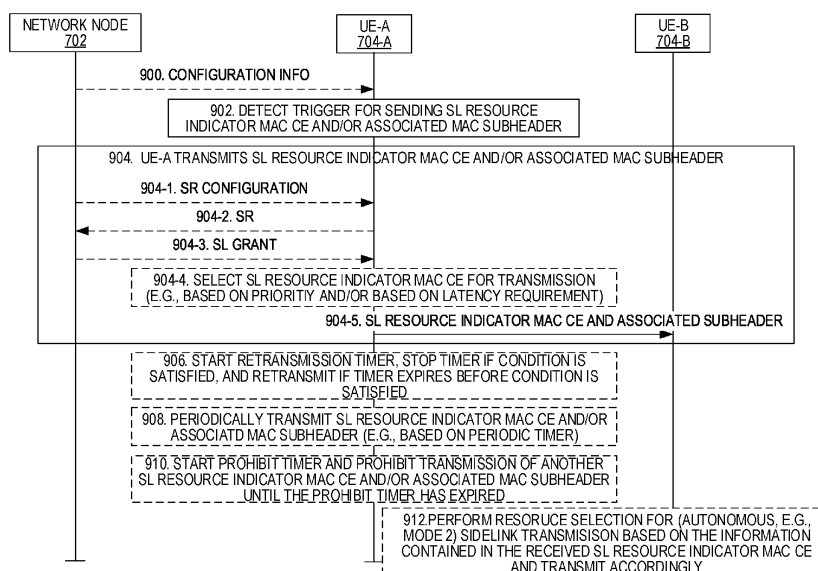 NETWORK NODE
702
UE-A
704-A
UE-B
704-B
900. CONFIGURATION INFO
902. DETECT TRIGGER FOR SENDING SL RESOURCE
INDICATOR MAC CE AND/OR ASSOCIATED MAC SUBHEADER
904. UE-A TRANSMITS SL RESOURCE INDICATOR MAC CE AND/OR ASSOCIATED MAC SUBHEADER
904-1. SR CONFIGURATION
904-2. SR
904-3. SL GRANT
904-4. SELECT SL RESOURCE INDICATOR MAC CE FOR TRANSMISSION
(E.G., BASED ON PRIORITIY AND/OR BASED ON LATENCY REQUIREMENT)
904-5. SL RESOURCE INDICATOR MAC CE AND ASSOCIATED SUBHEADER
906. START RETRANSMISSION TIMER, STOP TIMER IF CONDITION IS
SATISFIED, AND RETRANSMIT IF TIMER EXPIRES BEFORE CONDITION IS
SATISFIED
908. PERIODICALLY TRANSMIT SL RESOURCE INDICATOR MAC CE AND/OR
ASSOCIATD MAC SUBHEADER (E.G., BASED ON PERIODIC TIMER)
910. START PROHIBIT TIMER AND PROHIBIT TRANSMISSION OF ANOTHER
SL RESOURCE INDICATOR MAC CE AND/OR ASSOCIATED MAC SUBHEADER
UNTIL THE PROHIBIT TIMER HAS EXPIRED
912.PERFORM RESORUCE SELECTION FOR (AUTONOMOUS, E.G.,
MODE 2) SIDELINK TRANSMISISON BASED ON THE INFORMATION
CONTAINED IN THE RECEIVED SL RESOURCE INDICATOR MAC CE
AND TRANSMIT ACCORDINGLY